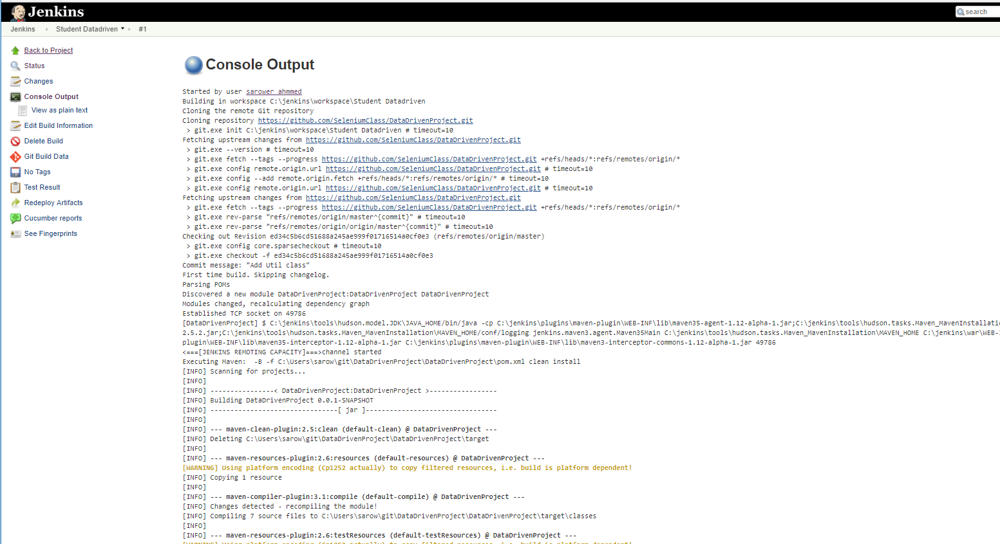 Jenkins
search
Jenkins Student Datadriven #1
Back to Project
Status
Changes
Console Output
View as plain text
Edit Build Information
Delete Build
Git Build Data
No Tags
Test Result
Redeploy Artifacts
Cucumber reports
See Fingerprints
Console Output
Started by user sarower ahmmed
Building in workspace C:\jenkins\workspace\Student Datadriven
Cloning the remote Git repository
Cloning repository https://github.com/SeleniumClass/DataDrivenProject.git
> git.exe init C:\jenkins\workspace\Student Datadriven # timeout=10
Fetching upstream changes from https://github.com/SeleniumClass/DataDrivenProject.git
> git.exe --version # timeout=10
> git.exe fetch --tags --progress https://github.com/SeleniumClass/DataDrivenProject.git +refs/heads/*:refs/remotes/origin/*
> git.exe config remote.origin.url https://github.com/SeleniumClass/DataDrivenProject.git # timeout=10
> git.exe config --add remote.origin.fetch +refs/heads/*:refs/remotes/origin/* # timeout=10
> git.exe config remote.origin.url https://github.com/SeleniumClass/DataDrivenProject.git # timeout=10
Fetching upstream changes from https://github.com/SeleniumClass/DataDrivenProject.git
> git.exe fetch --tags --progress https://github.com/SeleniumClass/DataDrivenProject.git +refs/heads/*:refs/remotes/origin/*
> git.exe rev-parse "refs/remotes/origin/master^{commit}" # timeout=10
> git.exe rev-parse "refs/remotes/origin/origin/master^{commit}" # timeout=10
Checking out Revision ed34c5b6cd51688a245ae999f01716514a0cf0e3 (refs/remotes/origin/master)
> git.exe config core.sparsecheckout # timeout=10
> git.exe checkout -f ed34c5b6cd51688a245ae999f01716514a0cf0e3
Commit message: "Add Util class"
First time build. Skipping changelog.
Parsing POMs
Discovered a new module DataDrivenProject:DataDrivenProject DataDrivenProject
Modules changed, recalculating dependency graph
Established TCP socket on 49786
[DataDrivenProject] $ C:\jenkins\tools\hudson.model.JDK\JAVA_HOME/bin/java -cp C:\jenkins\plugins\maven-plugin\WEB-INF\lib\maven35-agent-1.12-alpha-1.jar;C:\jenkins\tools\hudson.tasks.Maven_MavenInstallatio
2.5.2.jar;C:\jenkins\tools\hudson.tasks.Maven_MavenInstallation\MAVEN_HOME/conf/logging jenkins.maven3.agent.Maven35Main C:\jenkins\tools\hudson.tasks.Maven_MavenInstallation\MAVEN_HOME C:\jenkins\war\WEB-
plugin\WEB-INF\lib\maven35-interceptor-1.12-alpha-1.jar C:\jenkins\plugins\maven-plugin\WEB-INF\lib\maven3-interceptor-commons-1.12-alpha-1.jar 49786
<===[JENKINS REMOTING CAPACITY]===>channel started
Executing Maven:  -B -f C:\Users\sarow\git\DataDrivenProject\DataDrivenProject\pom.xml clean install
[INFO] Scanning for projects...
[INFO]
[INFO] ----------------< DataDrivenProject:DataDrivenProject >-----------------
[INFO] Building DataDrivenProject 0.0.1-SNAPSHOT
[INFO] --------------------------------[ jar ]---------------------------------
[INFO]
[INFO] --- maven-clean-plugin:2.5:clean (default-clean) @ DataDrivenProject ---
[INFO] Deleting C:\Users\sarow\git\DataDrivenProject\DataDrivenProject\target
[INFO]
[INFO] --- maven-resources-plugin:2.6:resources (default-resources) @ DataDrivenProject ---
[WARNING] Using platform encoding (Cp1252 actually) to copy filtered resources, i.e. build is platform dependent!
[INFO] Copying 1 resource
[INFO]
[INFO] --- maven-compiler-plugin:3.1:compile (default-compile) @ DataDrivenProject ---
[INFO] Changes detected - recompiling the module!
[INFO] Compiling 7 source files to C:\Users\sarow\git\DataDrivenProject\DataDrivenProject\target\classes
[INFO]
[INFO] --- maven-resources-plugin:2.6:testResources (default-testResources) @ DataDrivenProject ---
[WARNING] Using platform encoding (Cp1252 actually) to copy filtered resources, i.e. build is platform dependent!